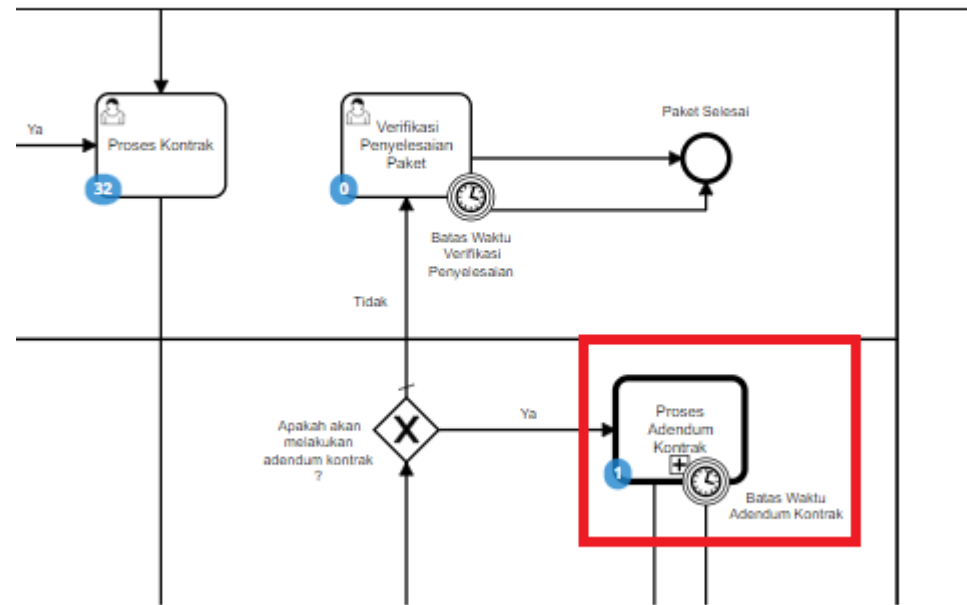 Ya
Proses Kontrak
32
Verifikasi
Penyelesaian
Paket
0
Batas Waktu
Verifikasi
Penyelesaian
Paket Selesai
Tidak
Apakah akan
melakukan
adendum kontrak
?
X
Ya
Proses
Adendum
Kontrak
1
Batas Waktu
Adendum Kontrak